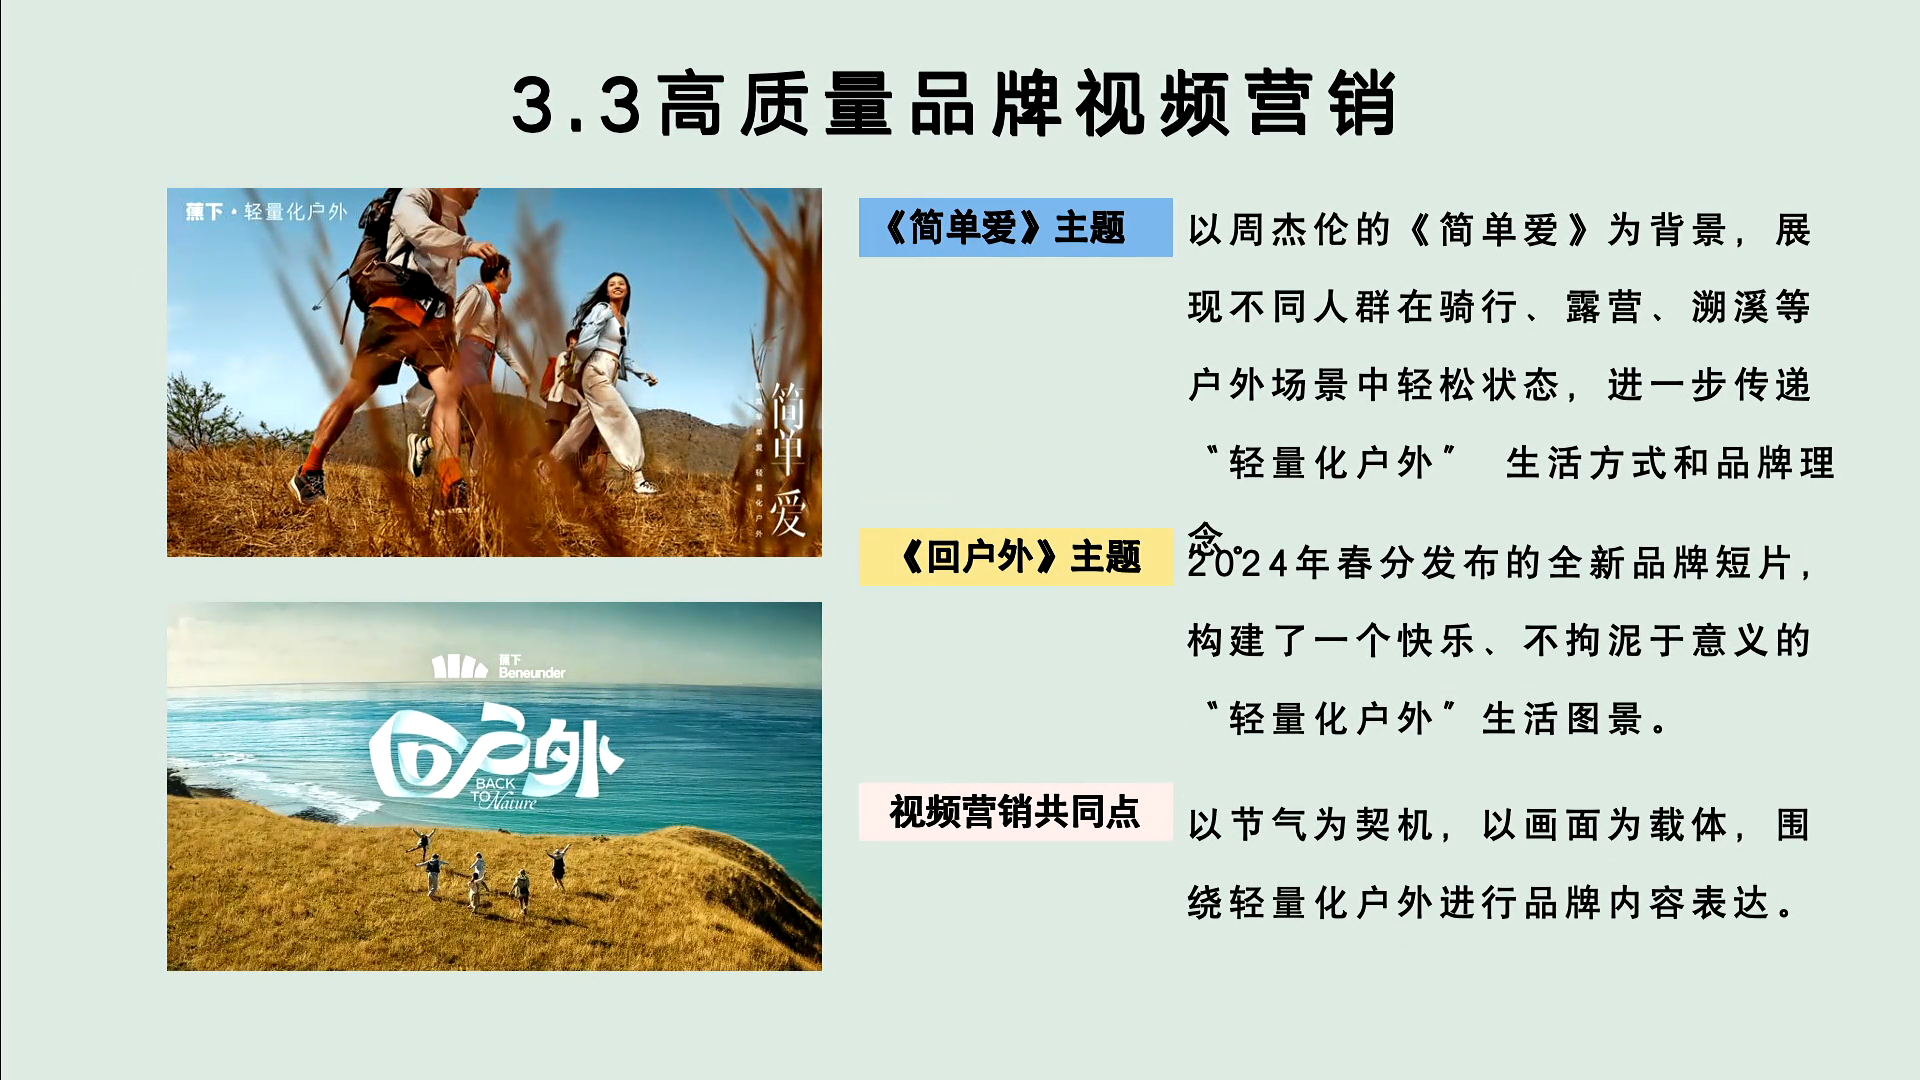 3.3高质量品牌视频营销
蕉下·轻量化户外
简单爱
简单爱 轻量化户外
蕉下
Beneunder
回户外
BACK
TO Nature
《简单爱》主题
以周杰伦的《简单爱》为背景，展
现不同人群在骑行、露营、溯溪等
户外场景中轻松状态，进一步传递
“轻量化户外” 生活方式和品牌理
念。
《回户外》主题
2024年春分发布的全新品牌短片，
构建了一个快乐、不拘泥于意义的
“轻量化户外”生活图景。
视频营销共同点
以节气为契机，以画面为载体，围
绕轻量化户外进行品牌内容表达。